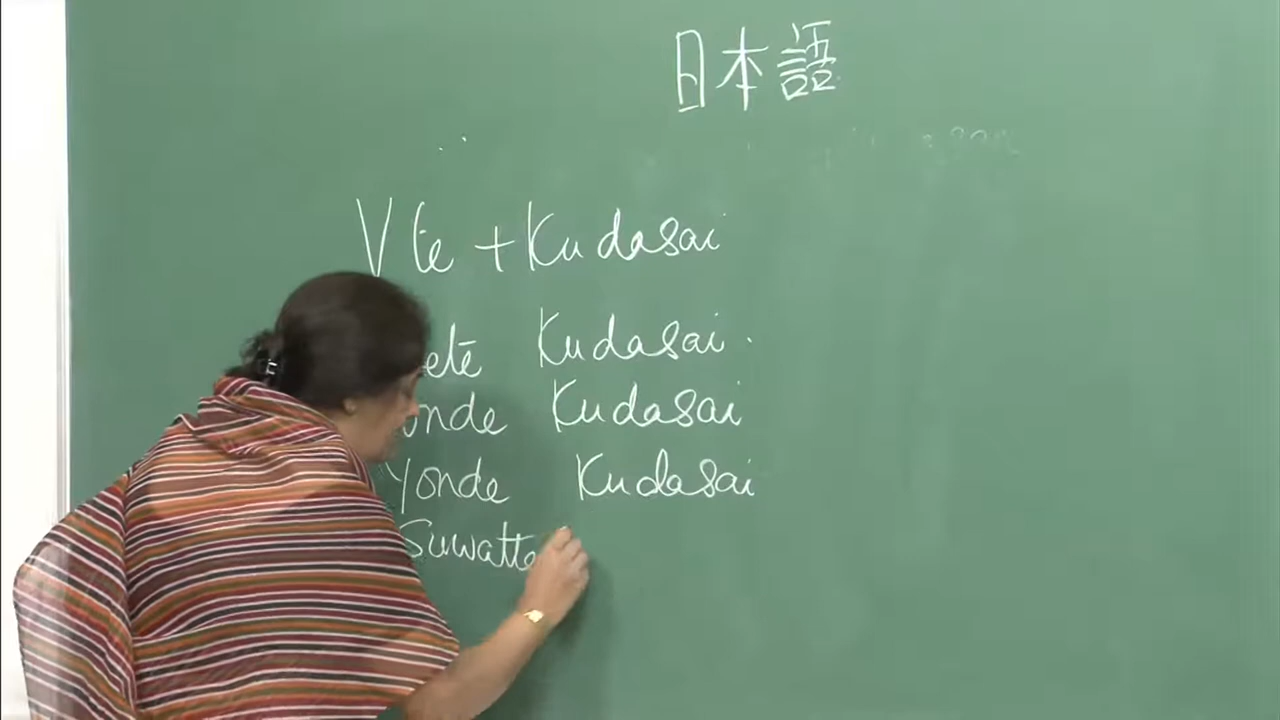 日本語
V te + Kudasai
ete Kudasai.
onde Kudasai
yonde Kudasai
Suwatte